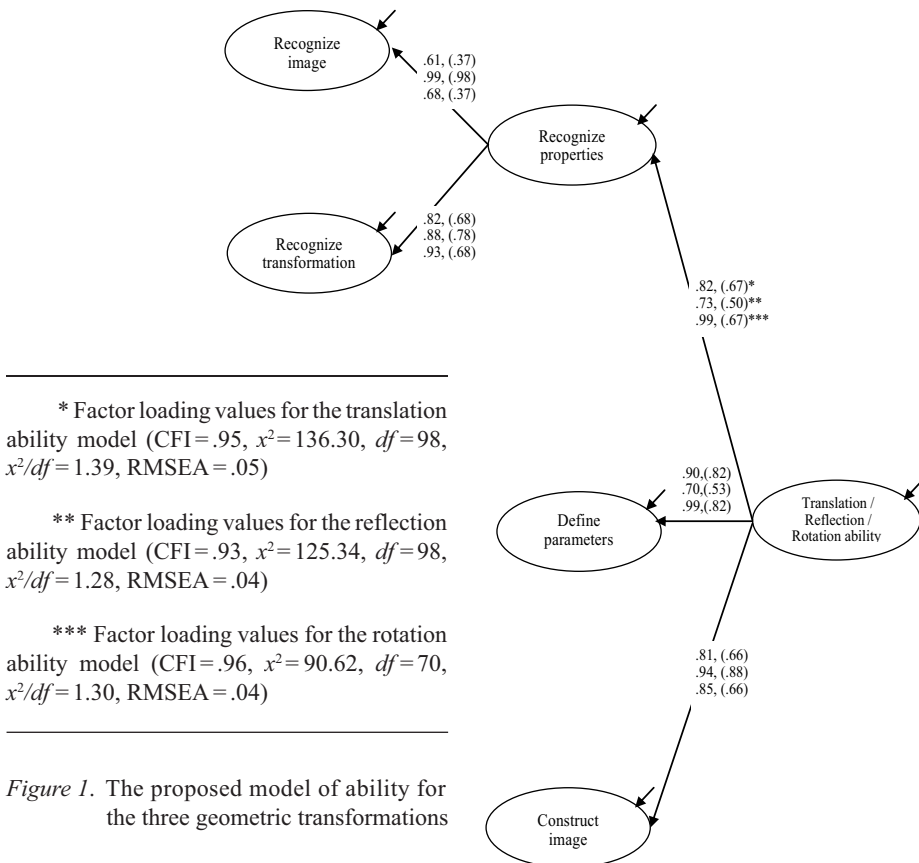 Recognize
image
.61, (.37)
.99, (.98)
.68, (.37)
Recognize
properties
Recognize
transformation
.82, (.68)
.88, (.78)
.93, (.68)
.82, (.67)*
.73, (.50)**
.99, (.67)***
* Factor loading values for the translation
ability model (CFI=.95, x²=136.30, df=98,
x²/df=1.39, RMSEA=.05)
** Factor loading values for the reflection
ability model (CFI=.93, x²=125.34, df=98,
x²/df=1.28, RMSEA=.04)
*** Factor loading values for the rotation
ability model (CFI=.96, x²=90.62, df=70,
x²/df=1.30, RMSEA=.04)
.90,(.82)
.70,(.53)
.99,(.82)
Define
parameters
Translation /
Reflection /
Rotation ability
.81, (.66)
.94, (.88)
.85, (.66)
Construct
image
Figure 1. The proposed model of ability for
the three geometric transformations